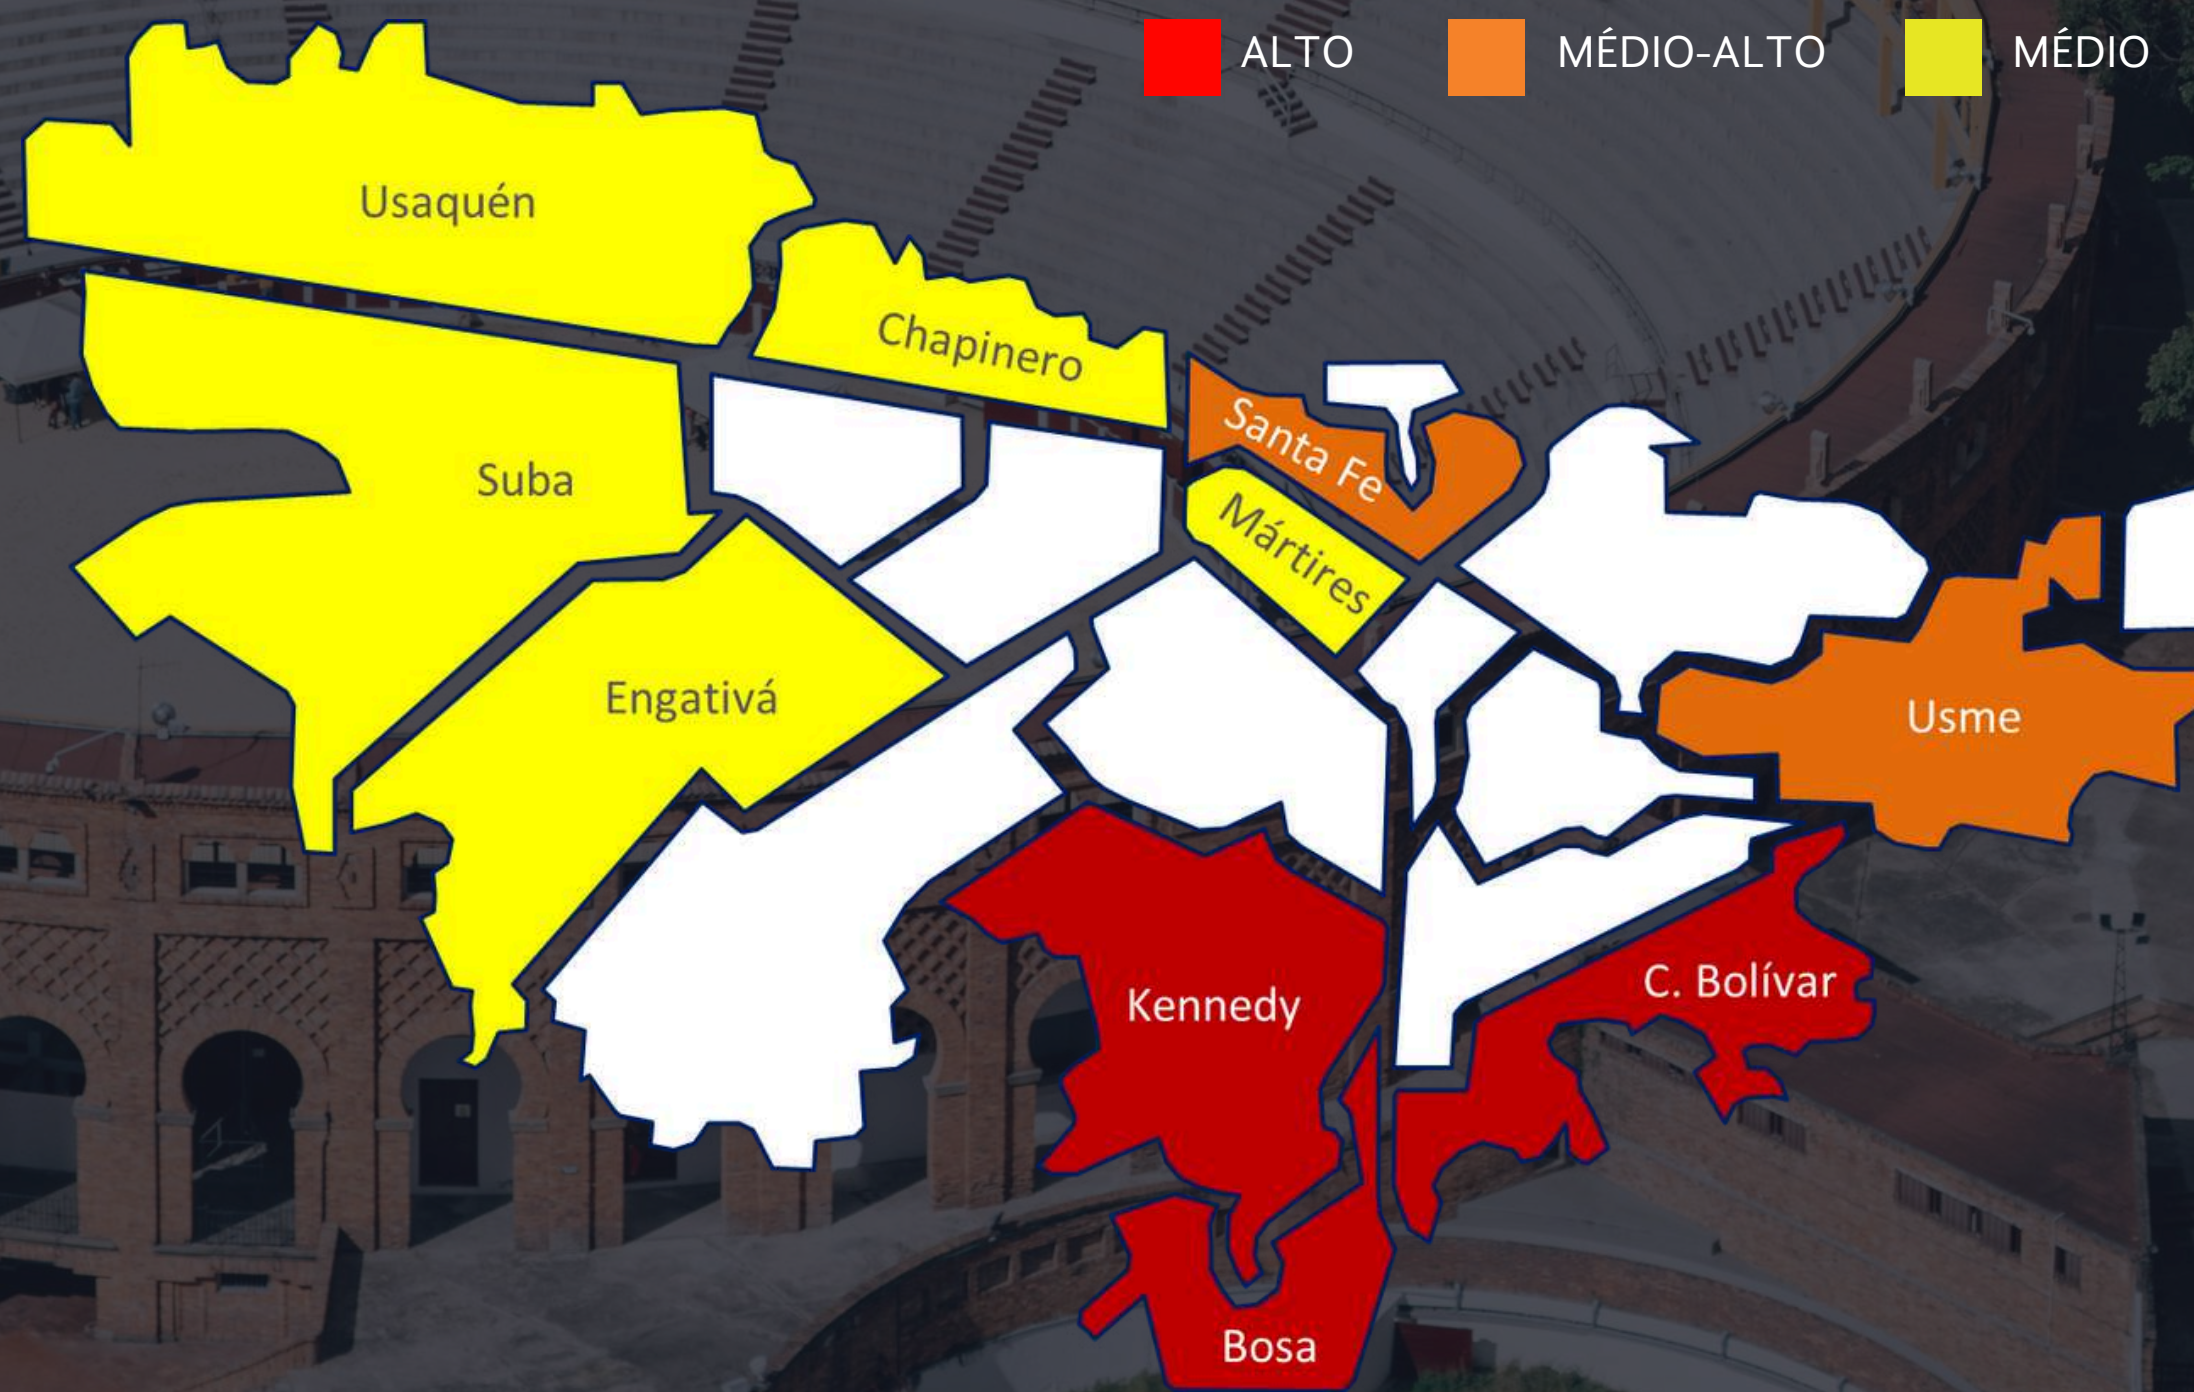 ALTO
MÉDIO-ALTO
MÉDIO
Usaquén
Chapinero
Santa Fe
Suba
Mártires
Engativá
Usme
Kennedy
C. Bolívar
Bosa